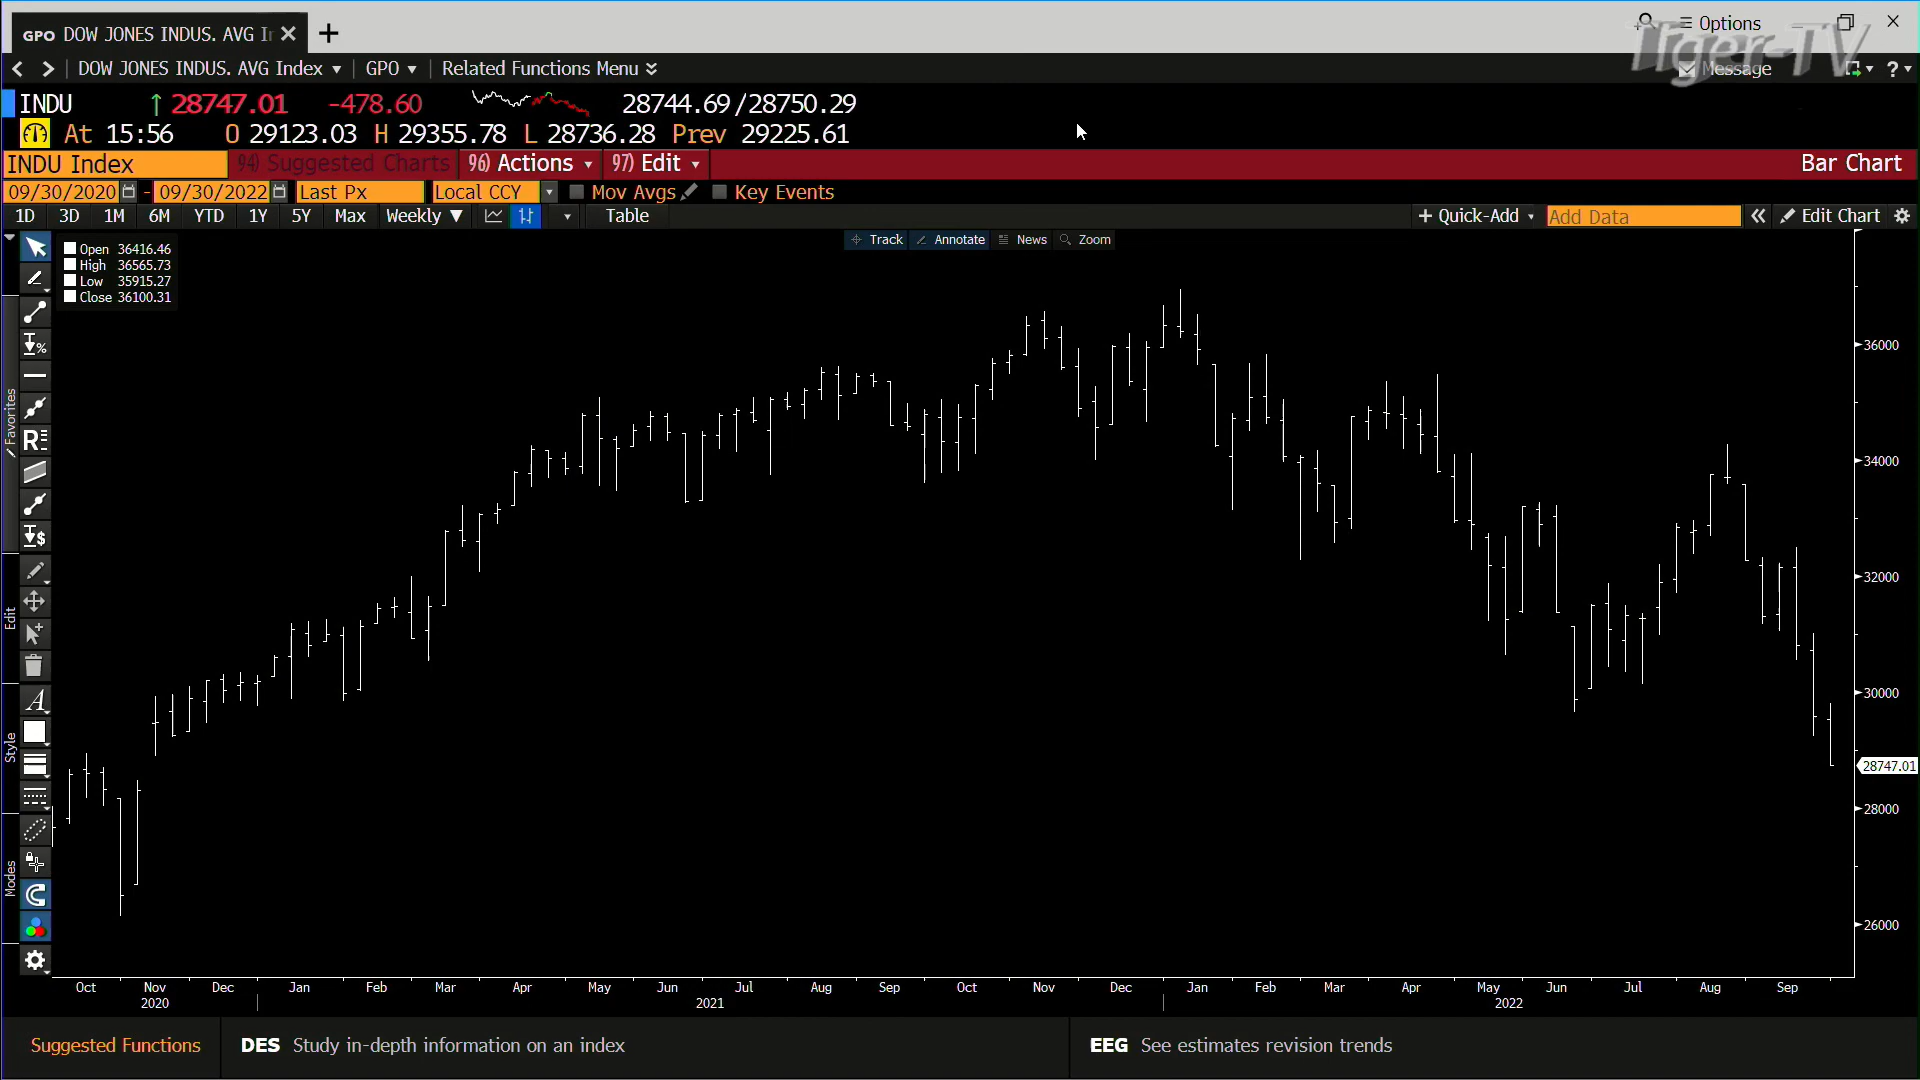 GPO DOW JONES INDUS. AVG In
Options
Tiger-TV
DOW JONES INDUS. AVG Index GPO Related Functions Menu
Message ?
INDU ↑ 28747.01 -478.60 28744.69/28750.29
At 15:56 O 29123.03 H 29355.78 L 28736.28 Prev 29225.61
INDU Index 94) Suggested Charts 96) Actions 97) Edit Bar Chart
09/30/2020 - 09/30/2022 Last Px Local CCY Mov Avgs Key Events
1D 3D 1M 6M YTD 1Y 5Y Max Weekly ▼ Table + Quick-Add Add Data « Edit Chart
Track Annotate News Zoom
Open 36416.46
High 36565.73
Low 35915.27
Close 36100.31
Favorites
Edit
Style
Modes
36000
34000
32000
30000
28747.01
28000
26000
Oct Nov Dec Jan Feb Mar Apr May Jun Jul Aug Sep Oct Nov Dec Jan Feb Mar Apr May Jun Jul Aug Sep
2020 2021 2022
Suggested Functions DES Study in-depth information on an index EEG See estimates revision trends